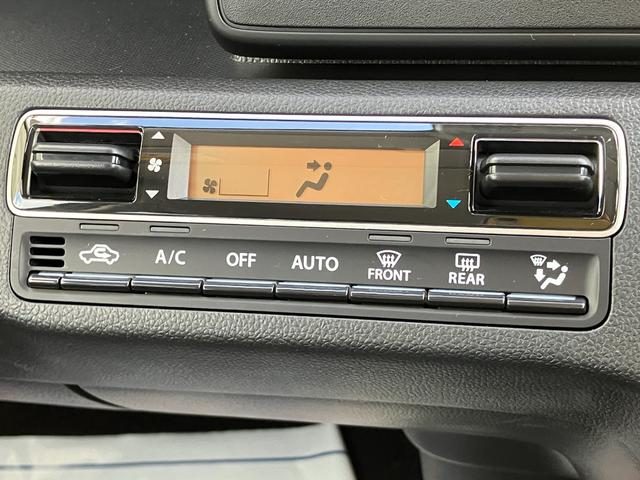 A/C OFF AUTO FRONT REAR